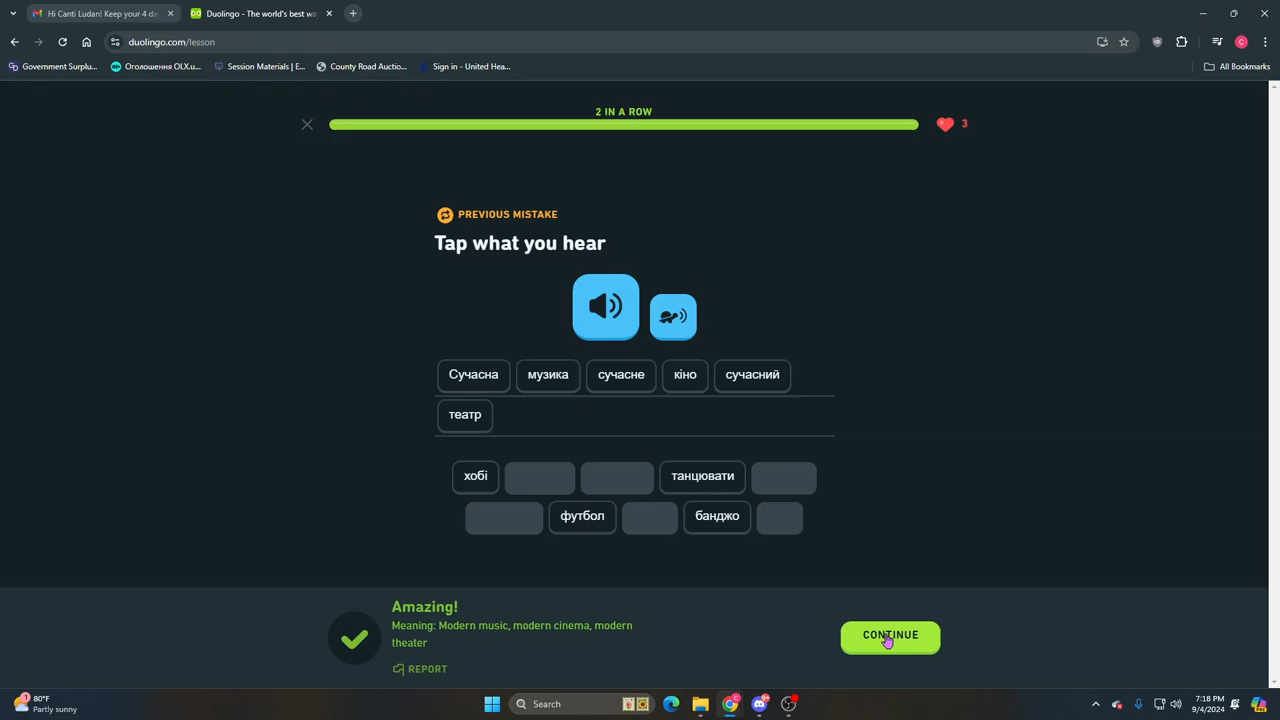 Hi Canti Ludan! Keep your 4 da
Duolingo - The world's best wa
duolingo.com/lesson
Government Surplu...
Оголошення OLX.u...
Session Materials | E...
County Road Auctio...
Sign in - United Hea...
All Bookmarks
2 IN A ROW
3
PREVIOUS MISTAKE
Tap what you hear
Сучасна музика сучасне кіно сучасний
театр
хобі танцювати
футбол банджо
Amazing!
Meaning: Modern music, modern cinema, modern
theater
REPORT
CONTINUE
80°F
Partly sunny
Search
7:18 PM
9/4/2024